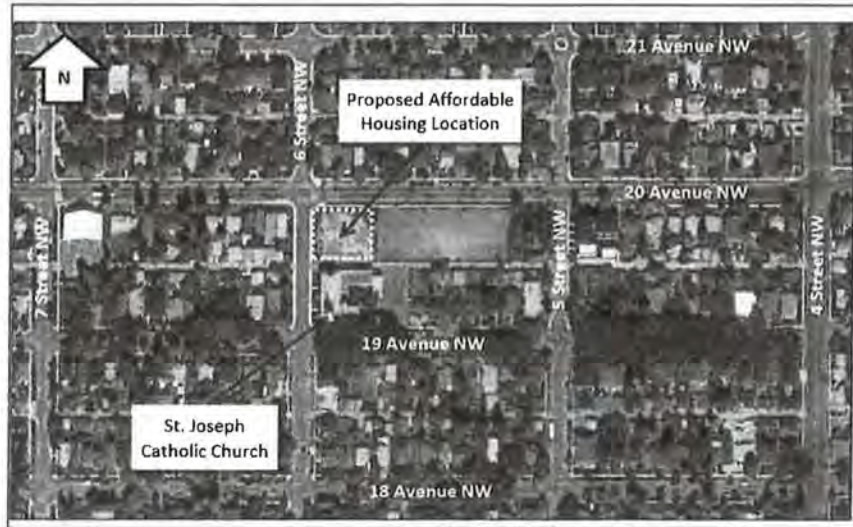 21 Avenue NW
N
6 Street NW
Proposed Affordable
Housing Location
20 Avenue NW
7 Street NW
5 Street NW
4 Street NW
19 Avenue NW
St. Joseph
Catholic Church
18 Avenue NW